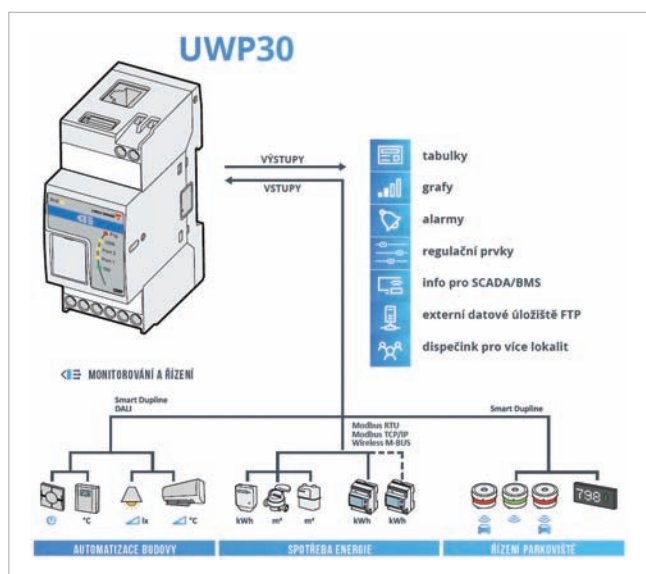 UWP30
VÝSTUPY
VSTUPY
tabulky
grafy
alarmy
regulační prvky
info pro SCADA/BMS
externí datové úložiště FTP
dispečink pro více lokalit
MONITOROVÁNÍ A ŘÍZENÍ
Smart Dupline
DALI
Modbus RTU
Modbus TCP/IP
Wireless M-BUS
Smart Dupline
798
°C
lx
°C
kWh
m³
m³
kWh
kWh
AUTOMATIZACE BUDOVY
SPOTŘEBA ENERGIE
ŘÍZENÍ PARKOVIŠTĚ